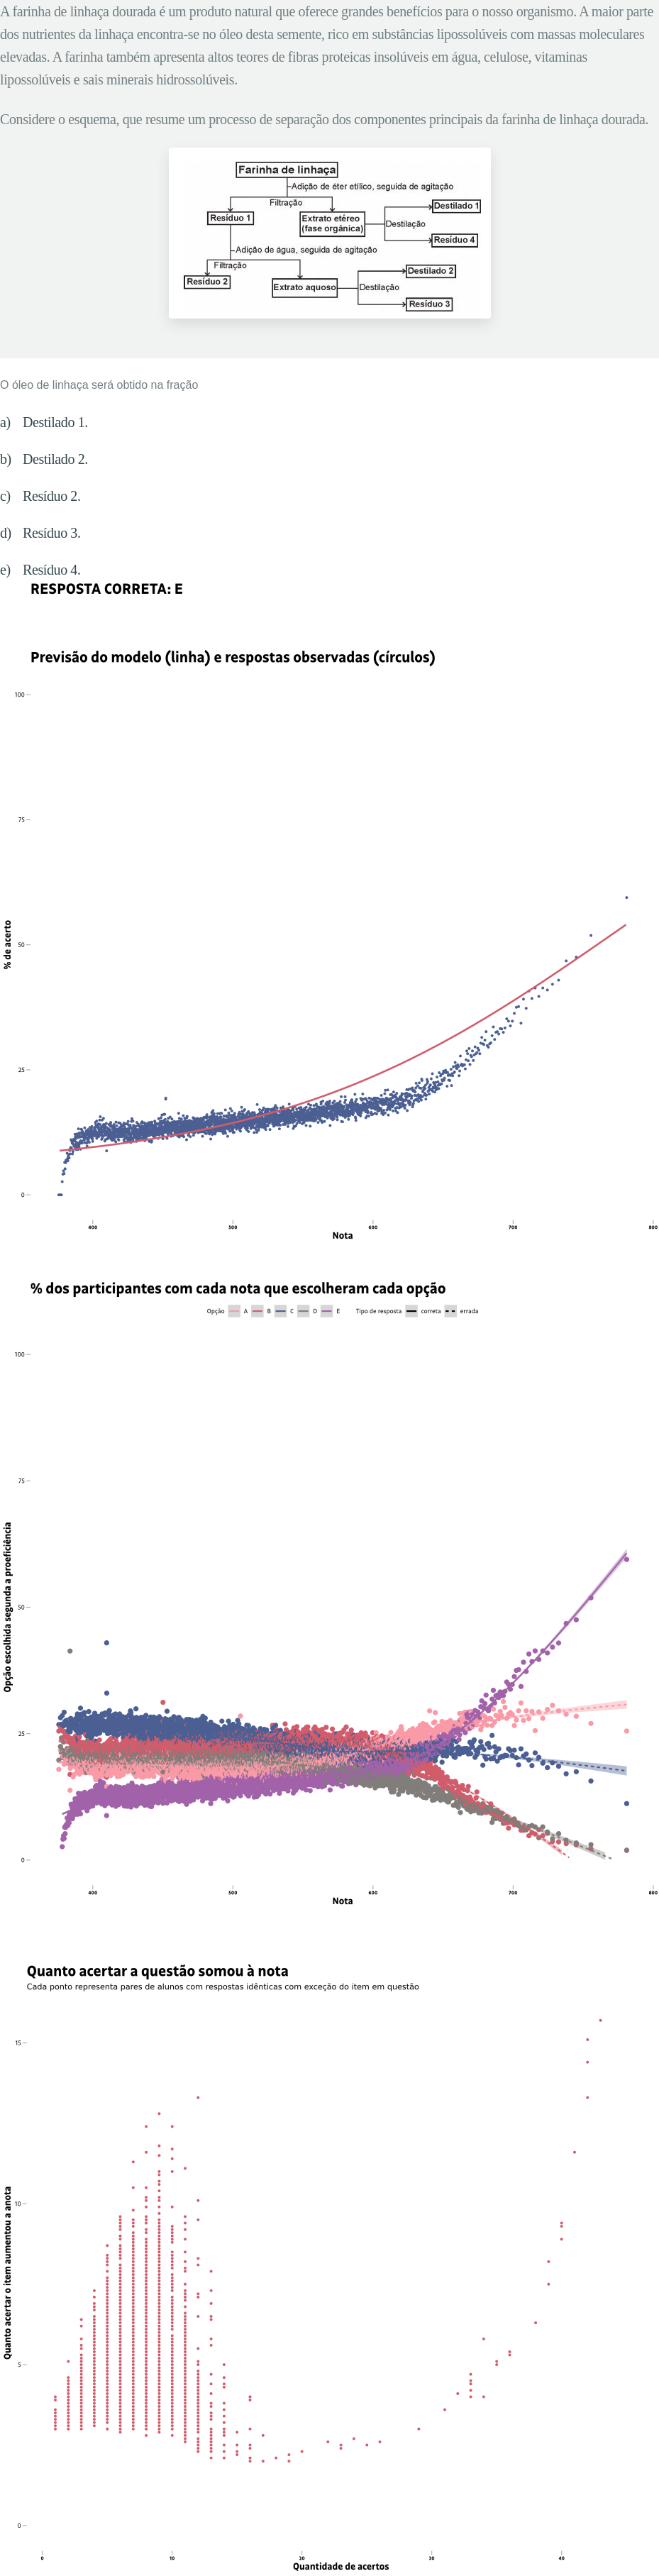 A farinha de linhaça dourada é um produto natural que oferece grandes benefícios para o nosso organismo. A maior parte
dos nutrientes da linhaça encontra-se no óleo desta semente, rico em substâncias lipossolúveis com massas moleculares
elevadas. A farinha também apresenta altos teores de fibras proteicas insolúveis em água, celulose, vitaminas
lipossolúveis e sais minerais hidrossolúveis.
Considere o esquema, que resume um processo de separação dos componentes principais da farinha de linhaça dourada.
Farinha de linhaça
Adição de éter etílico, seguida de agitação
Filtração
Resíduo 1
Extrato etéreo
(fase orgânica)
Destilação
Destilado 1
Resíduo 4
Adição de água, seguida de agitação
Filtração
Resíduo 2
Extrato aquoso
Destilação
Destilado 2
Resíduo 3
O óleo de linhaça será obtido na fração
a) Destilado 1.
b) Destilado 2.
c) Resíduo 2.
d) Resíduo 3.
e) Resíduo 4.
RESPOSTA CORRETA: E
Previsão do modelo (linha) e respostas observadas (círculos)
% de acerto
100
75
50
25
0
400 500 600 700 800
Nota
% dos participantes com cada nota que escolheram cada opção
Opção A B C D E Tipo de resposta correta errada
Opção escolhida segunda a proeficiência
100
75
50
25
0
400 500 600 700 800
Nota
Quanto acertar a questão somou à nota
Cada ponto representa pares de alunos com respostas idênticas com exceção do item em questão
Quanto acertar o item aumentou a anota
15
10
5
0
0 10 20 30 40
Quantidade de acertos